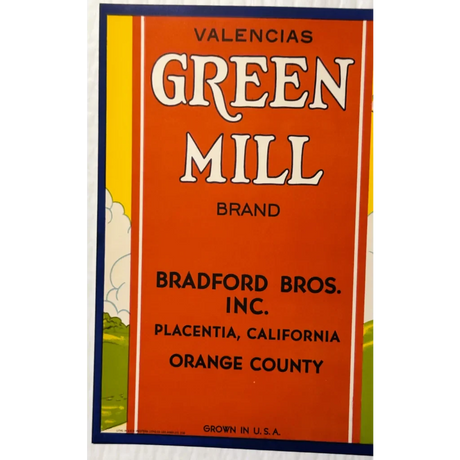 VALENCIAS
GREEN
MILL
BRAND
BRADFORD BROS.
INC.
PLACENTIA, CALIFORNIA
ORANGE COUNTY
GROWN IN U.S.A.